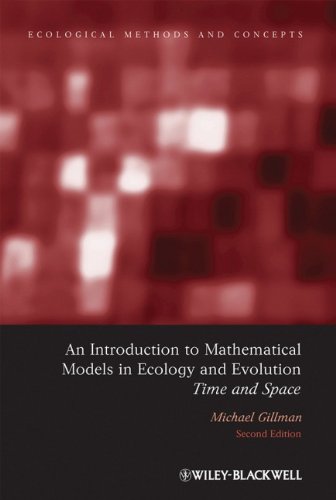 ECOLOGICAL METHODS AND CONCEPTS
An Introduction to Mathematical
Models in Ecology and Evolution
Time and Space
Michael Gillman
Second Edition
WILEY-BLACKWELL